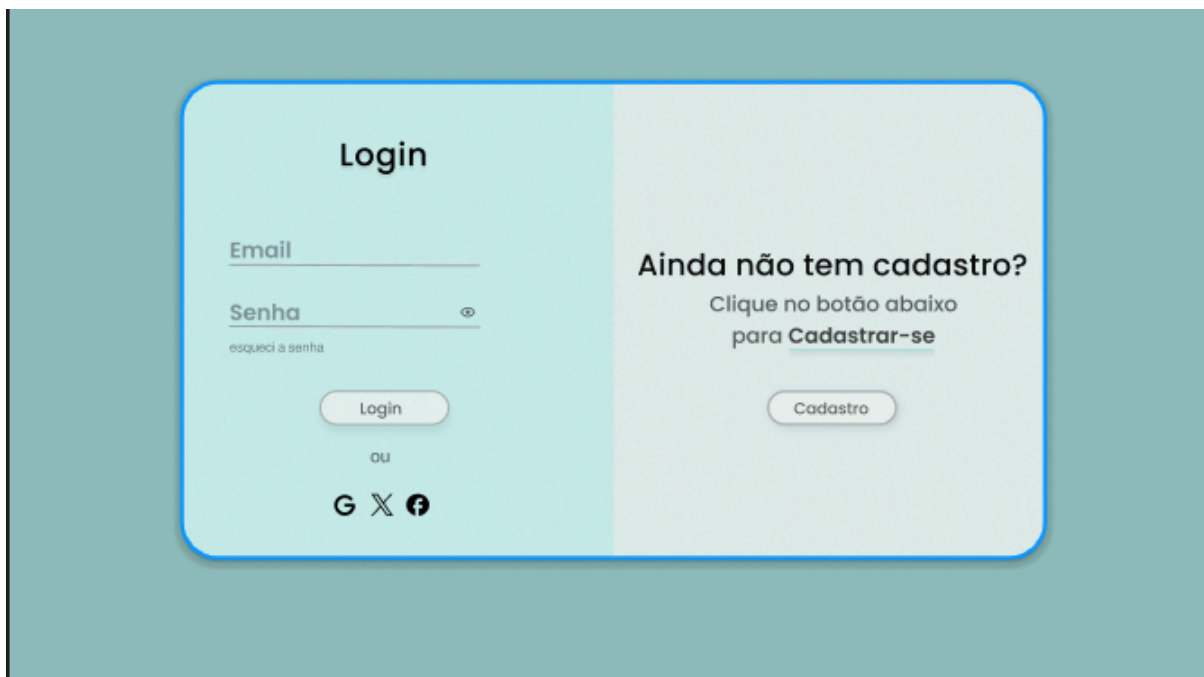 Login
Email
Senha
esqueci a senha
Login
ou
Ainda não tem cadastro?
Clique no botão abaixo
para Cadastrar-se
Cadastro